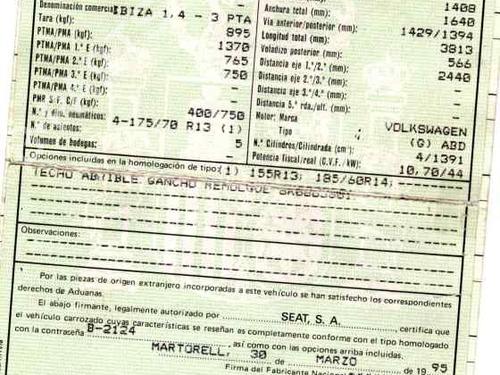 Denominación comercial: IBIZA 1,4 - 3 PTA
Tara (kgf): 895
PTMA/PMA (kgf): 1370
PTMA/PMA 1.º E (kgf): 765
PTMA/PMA 2.º E (kgf): 750
PTMA/PMA 3.º E (kgf): -
PTMA/PMA 4.º E (kgf): -
PMR S.F. C/F (kgf): 400/750
N.º y dim. neumáticos: 4-175/70 R13 (1)
N.º de asientos: 5
Volumen de bodegas: -
Anchura total (mm): 1408
Vía anterior/posterior (mm): 1640
Longitud total (mm): 1429/1394
Voladizo posterior (mm): 3813
Distancia eje 1.º/2.º (mm): 566
Distancia eje 2.º/3.º (mm): 2440
Distancia eje 3.º/4.º (mm): -
Distancia 5.ª rda./ult. (mm): -
Motor: Marca VOLKSWAGEN
Tipo (G) ABD
N.º Cilindros/Cilindrada (cm³): 4/1391
Potencia fiscal/real (C.V.F. / kW): 10,70/44
Opciones incluidas en la homologación de tipo: (1) 155R13; 185/60R14;
TECHO ABRIBLE GANCHO REMOLQUE
Observaciones:
Por las piezas de origen extranjero incorporadas a este vehículo se han satisfecho los correspondientes
derechos de Aduanas.
El abajo firmante, legalmente autorizado por SEAT, S. A. , certifica que
el vehículo carrozado cuyas características se reseñan es completamente conforme con el tipo homologado
con la contraseña B-2124 , así como con las opciones arriba incluidas.
MARTORELL, 30 de MARZO de 19 95
Firma del Fabricante Nacional